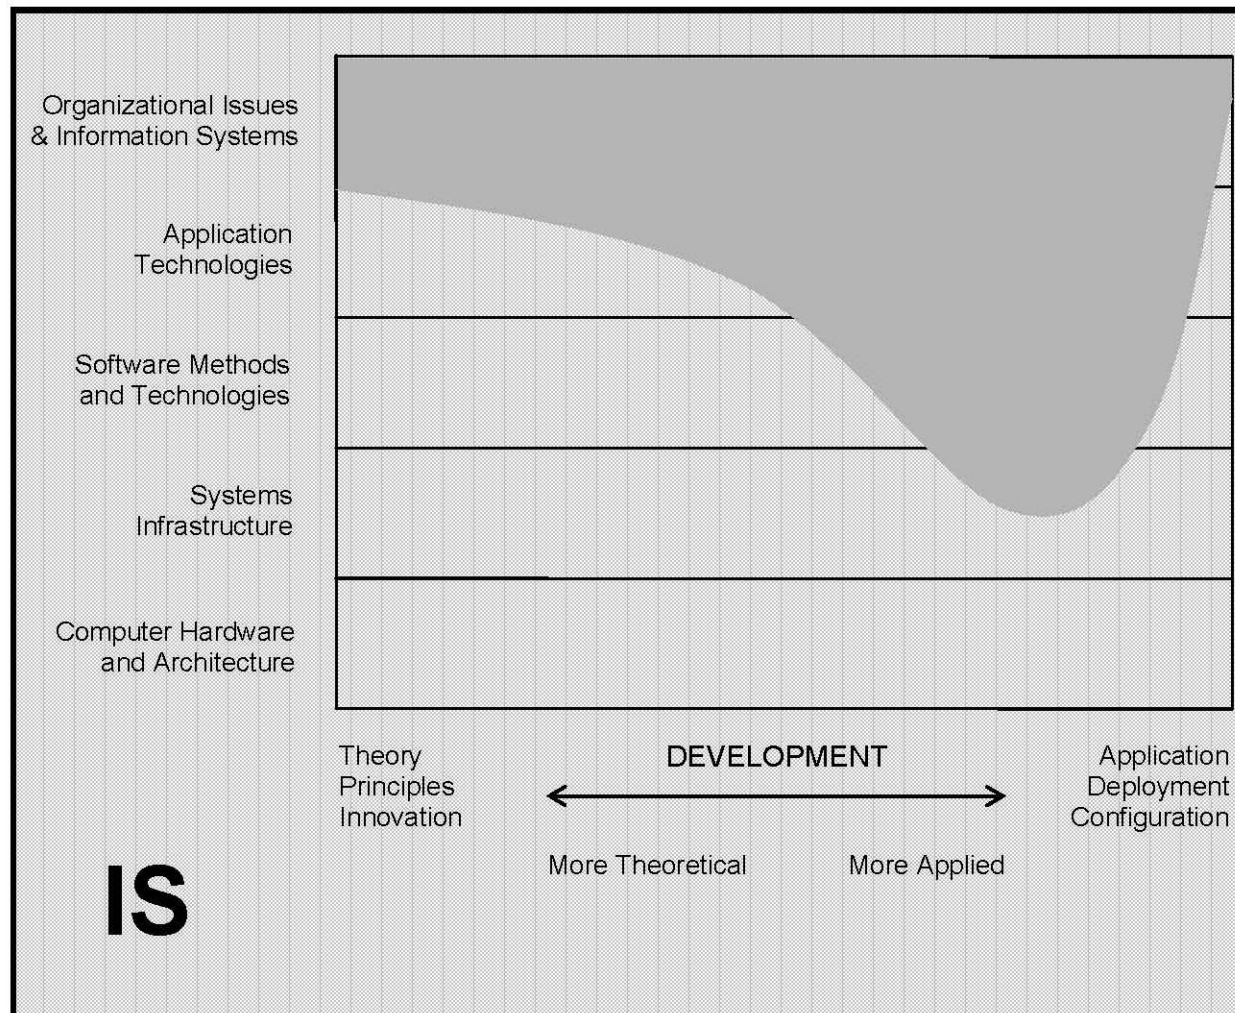 Organizational Issues
& Information Systems
Application
Technologies
Software Methods
and Technologies
Systems
Infrastructure
Computer Hardware
and Architecture
Theory
Principles
Innovation
DEVELOPMENT
Application
Deployment
Configuration
More Theoretical
More Applied
IS